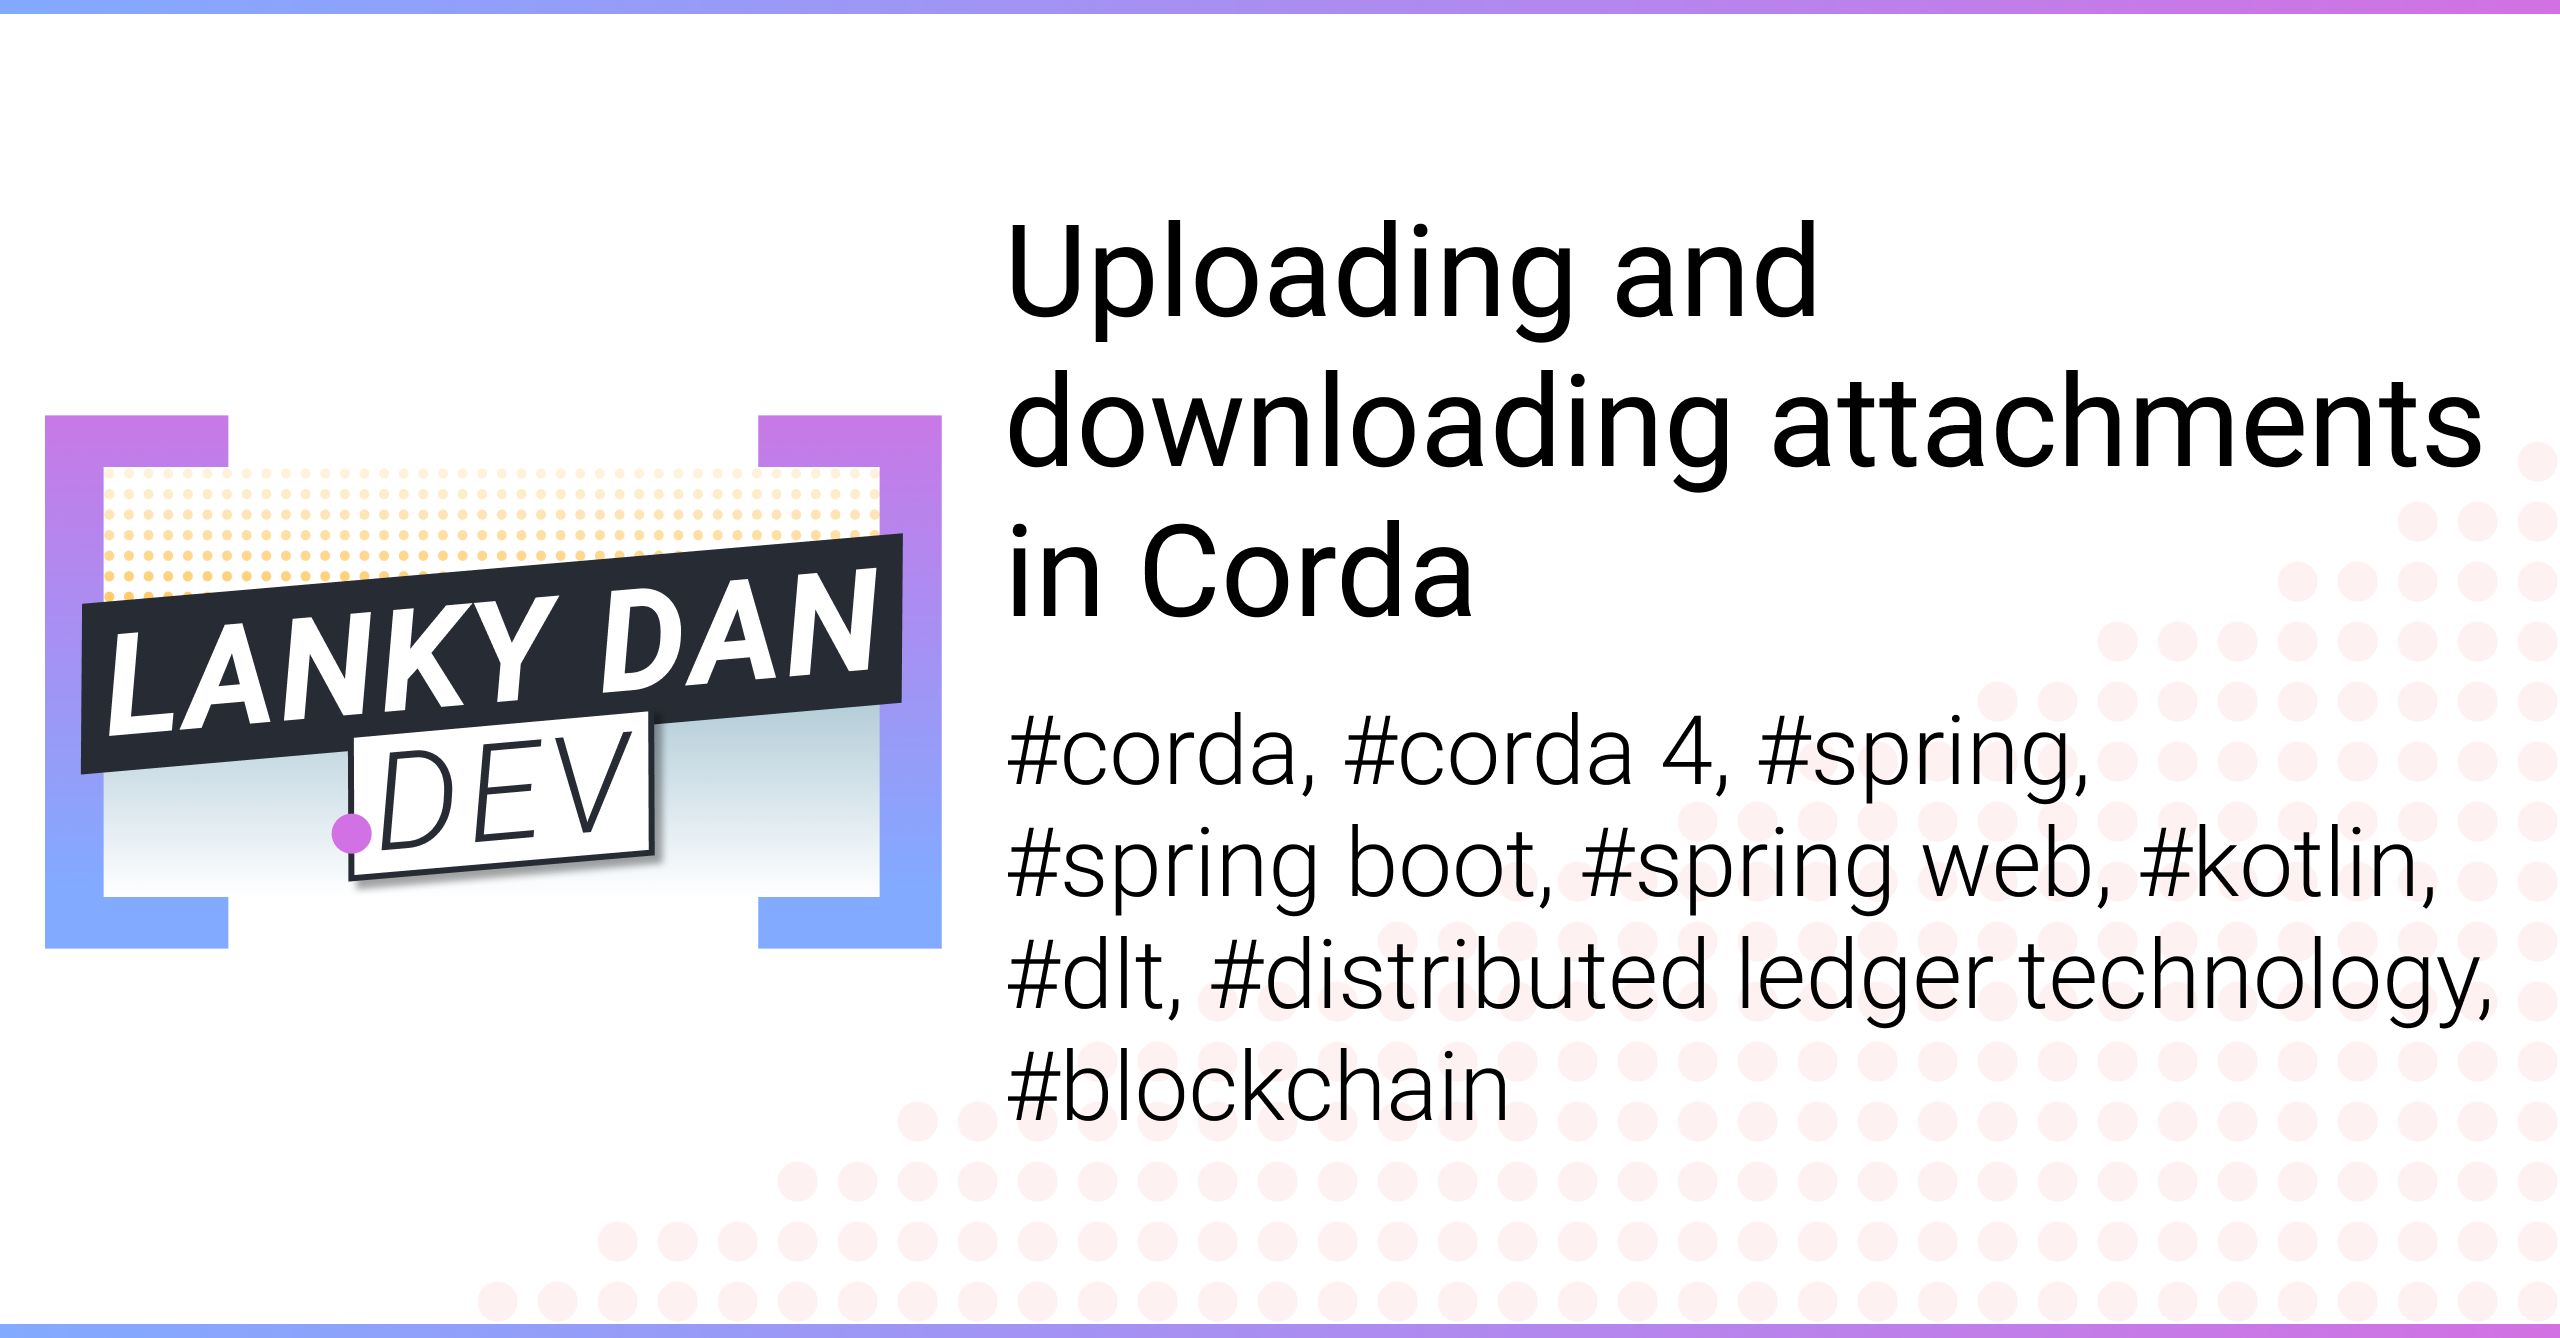 LANKY DAN
DEV
Uploading and
downloading attachments
in Corda
#corda, #corda 4, #spring,
#spring boot, #spring web, #kotlin,
#dlt, #distributed ledger technology,
#blockchain